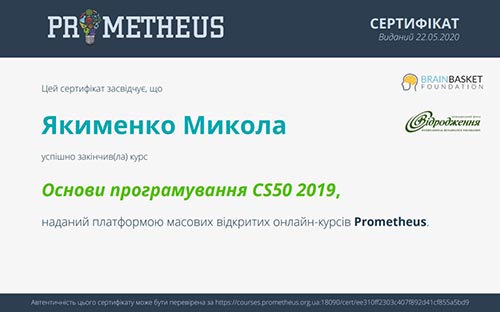 PROMETHEUS
СЕРТИФІКАТ
Виданий 22.05.2020
Цей сертифікат засвідчує, що
BRAINBASKET
FOUNDATION
Якименко Микола
Відродження
успішно закінчив(ла) курс
Основи програмування CS50 2019,
наданий платформою масових відкритих онлайн-курсів Prometheus.
Автентичність цього сертифікату може бути перевірена за https://courses.prometheus.org.ua:18090/cert/ee310ff2303c407f892d41cf855a5bd9